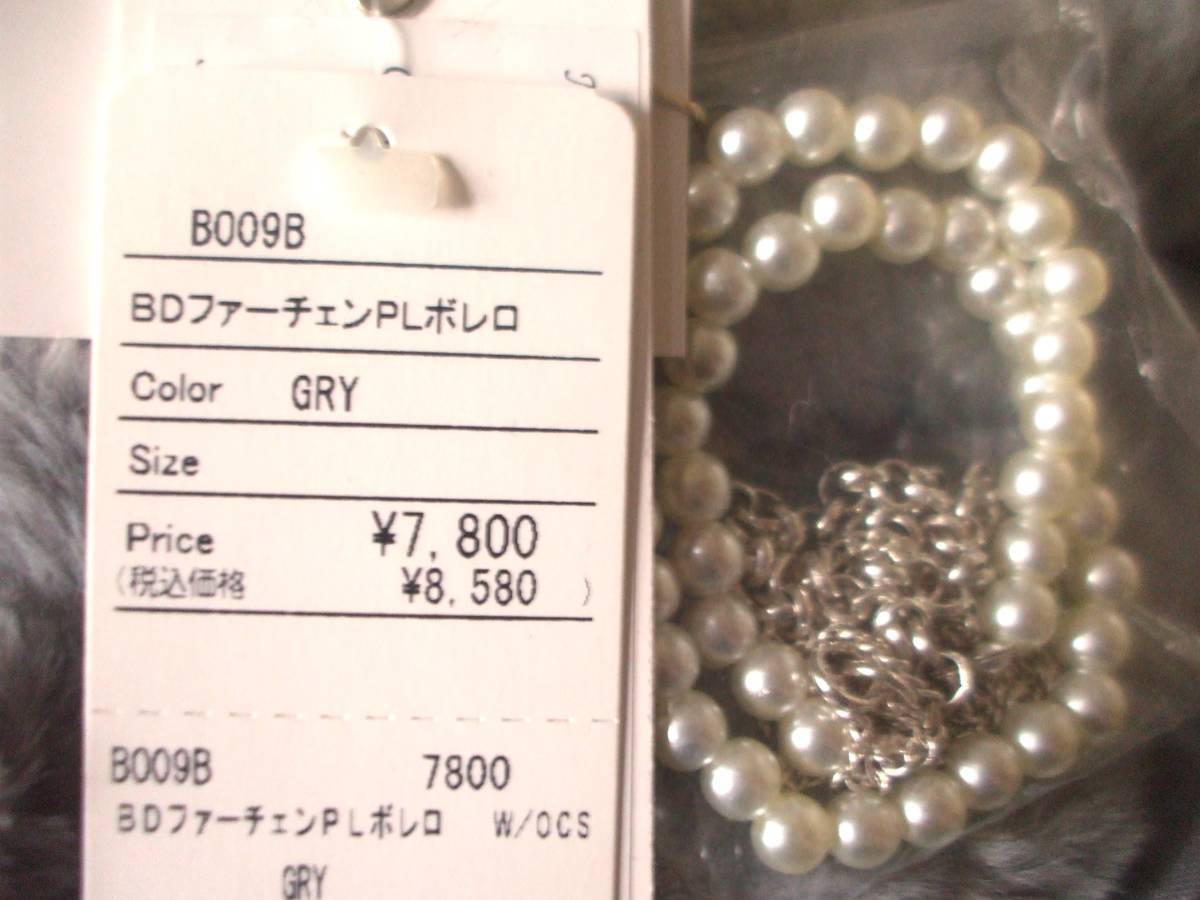 B009B
BDファーチェンPLボレロ
Color GRY
Size
Price ¥7,800
(税込価格 ¥8,580 )
B009B 7800
BDファーチェンPLボレロ W/OCS
GRY